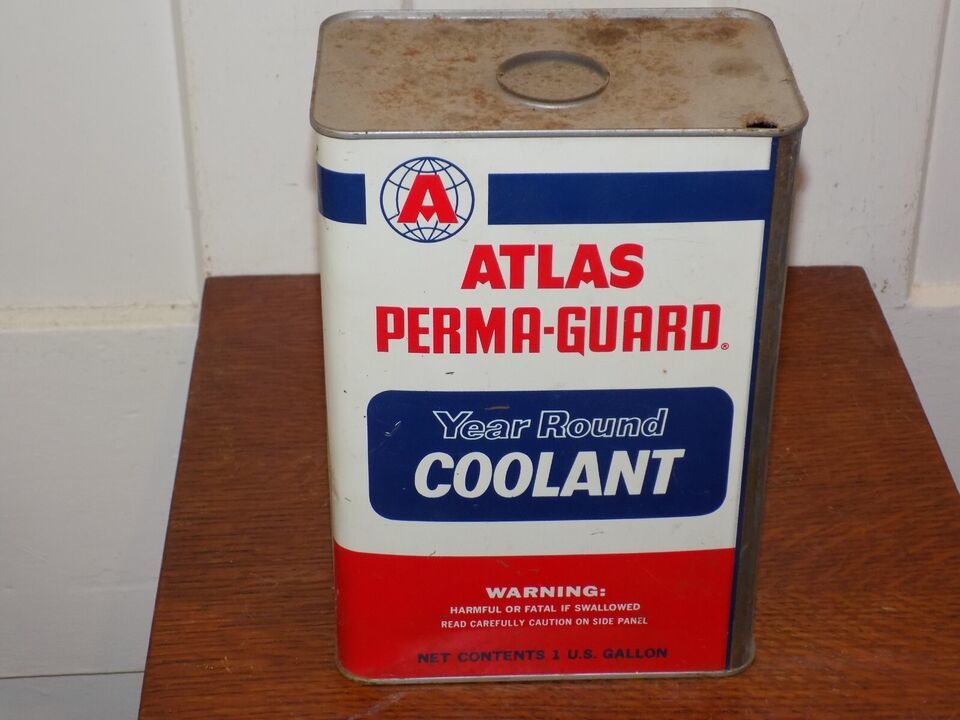 A
ATLAS
PERMA-GUARD®
Year Round
COOLANT
WARNING:
HARMFUL OR FATAL IF SWALLOWED
READ CAREFULLY CAUTION ON SIDE PANEL
NET CONTENTS 1 U.S. GALLON